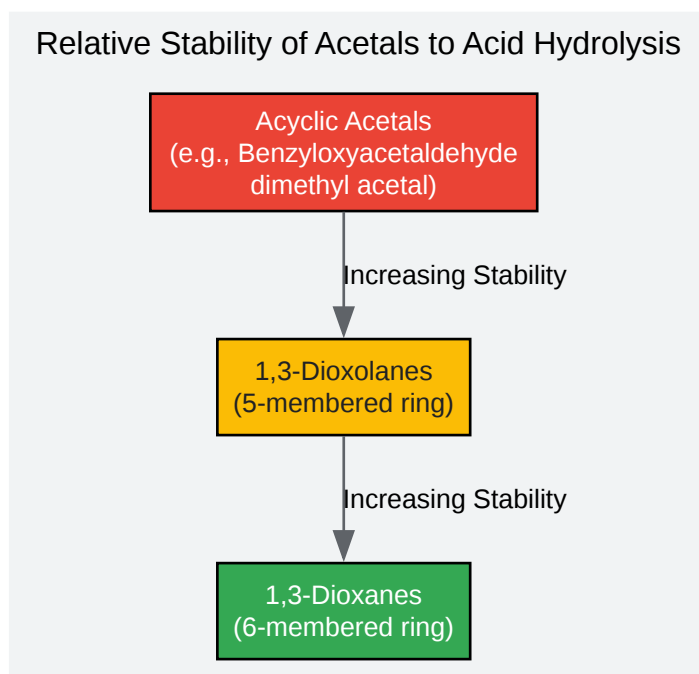 Relative Stability of Acetals to Acid Hydrolysis
Acyclic Acetals
(e.g., Benzyloxyacetaldehyde
dimethyl acetal)
Increasing Stability
1,3-Dioxolanes
(5-membered ring)
Increasing Stability
1,3-Dioxanes
(6-membered ring)